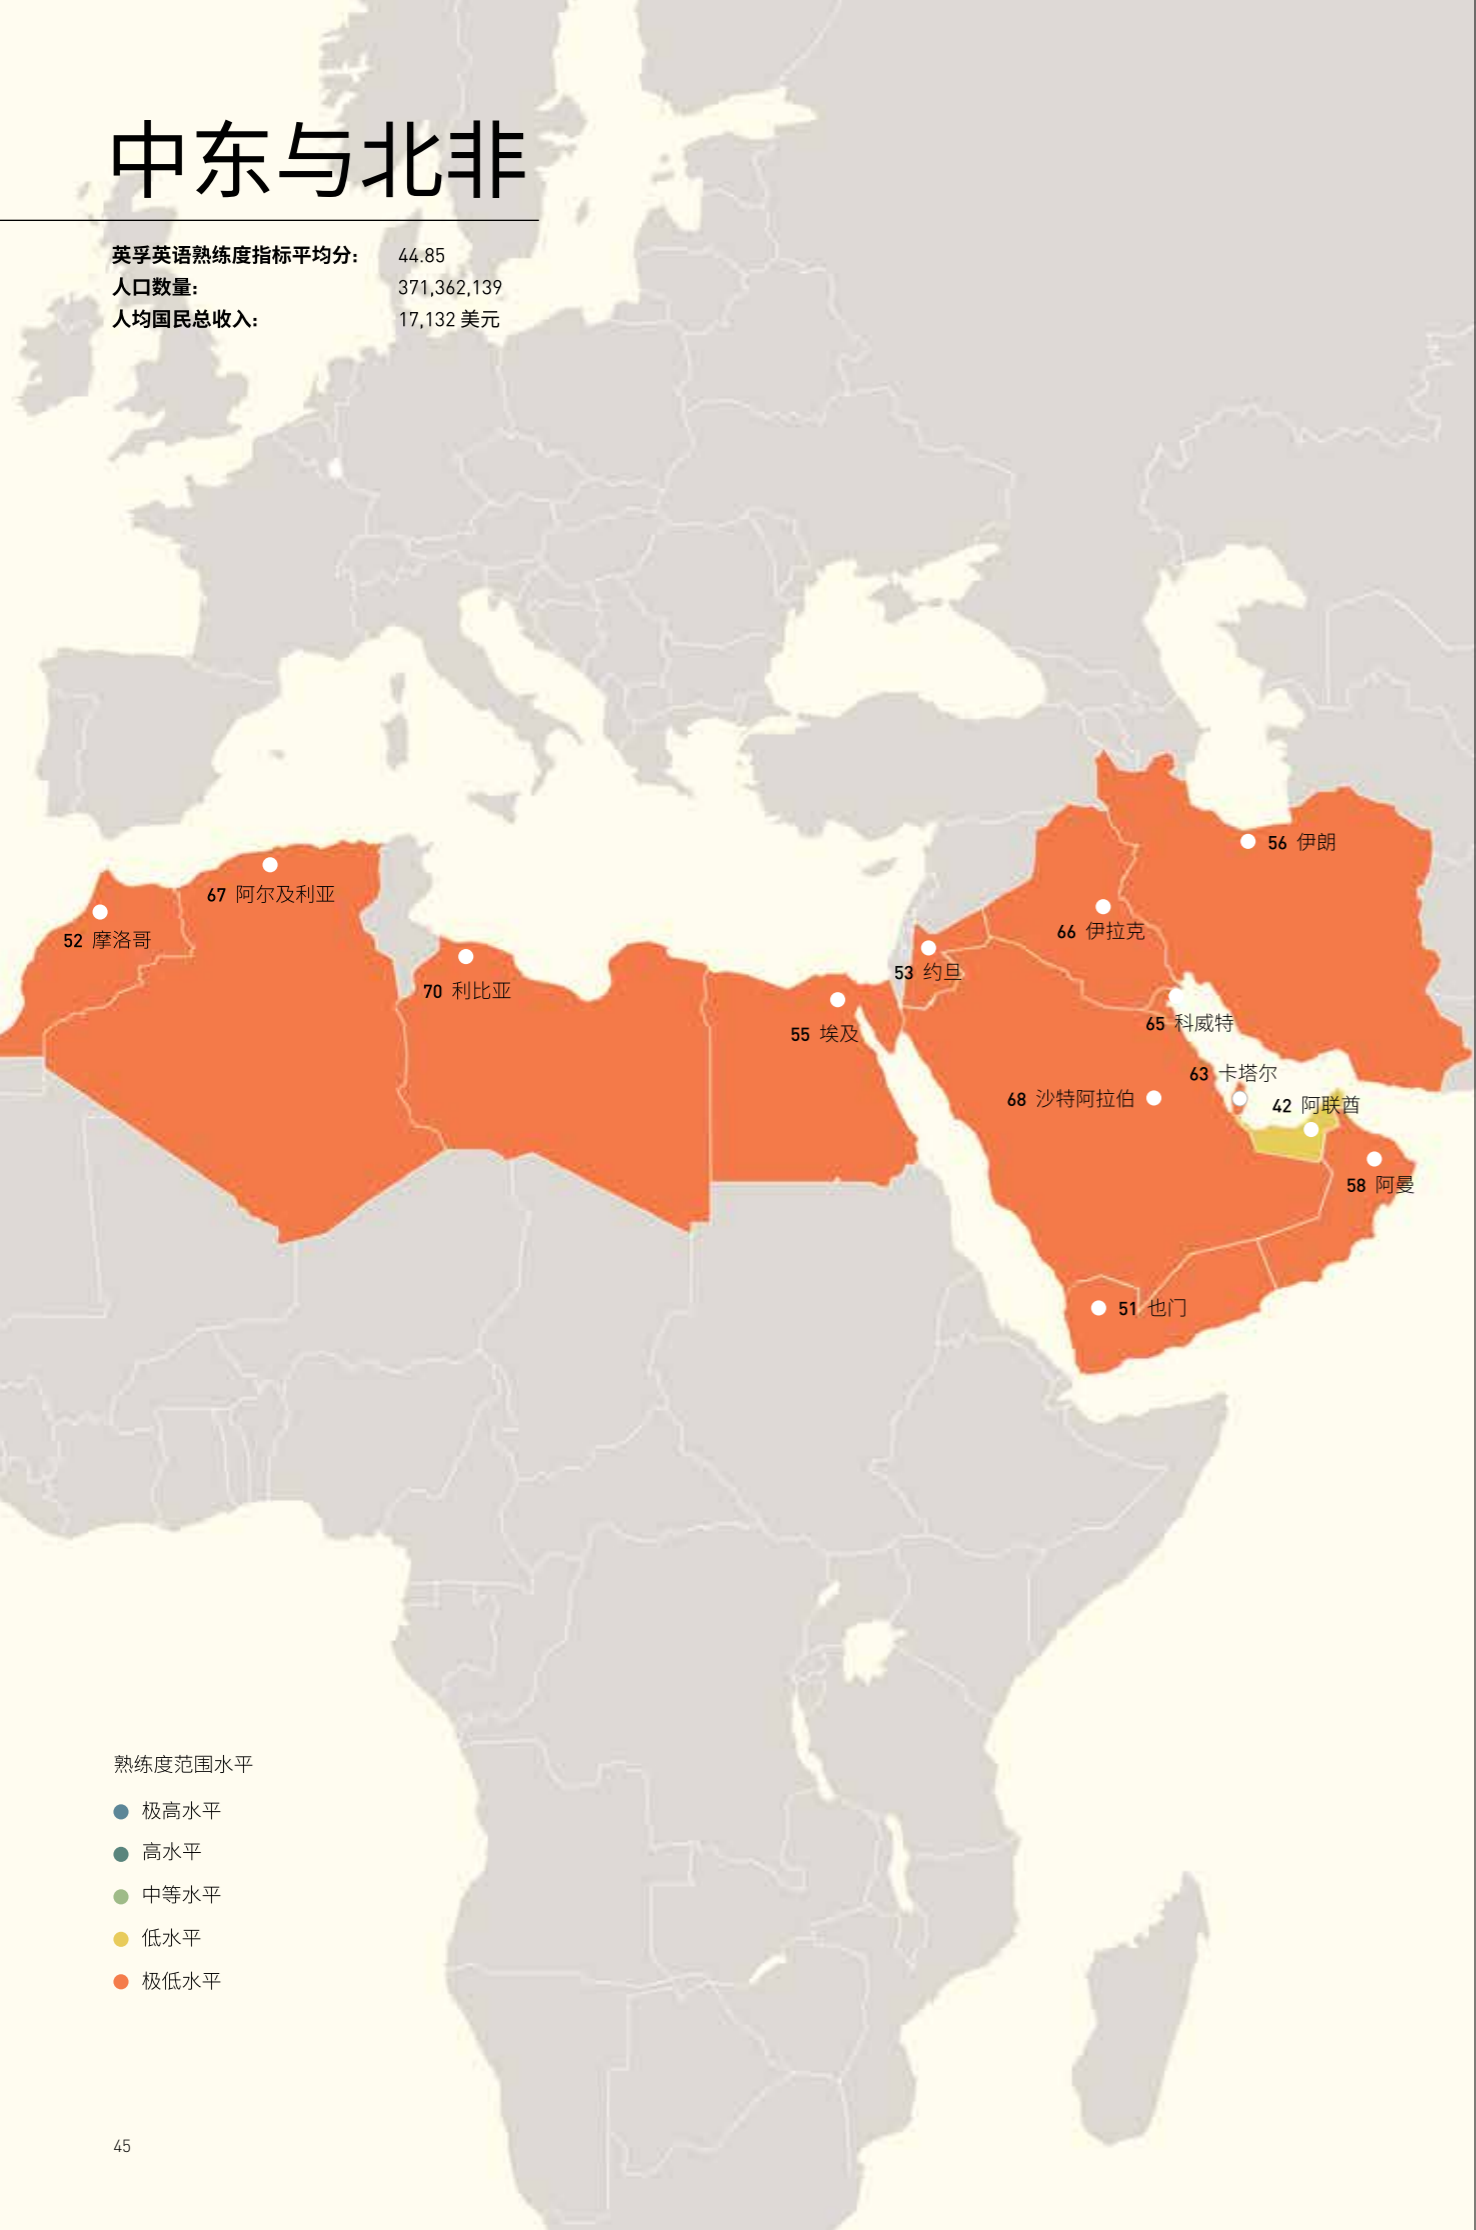 中东与北非
英孚英语熟练度指标平均分: 44.85
人口数量: 371,362,139
人均国民总收入: 17,132 美元
56 伊朗
67 阿尔及利亚
66 伊拉克
52 摩洛哥
53 约旦
70 利比亚
65 科威特
55 埃及
63 卡塔尔
68 沙特阿拉伯
42 阿联酋
58 阿曼
51 也门
熟练度范围水平
极高水平
高水平
中等水平
低水平
极低水平
45